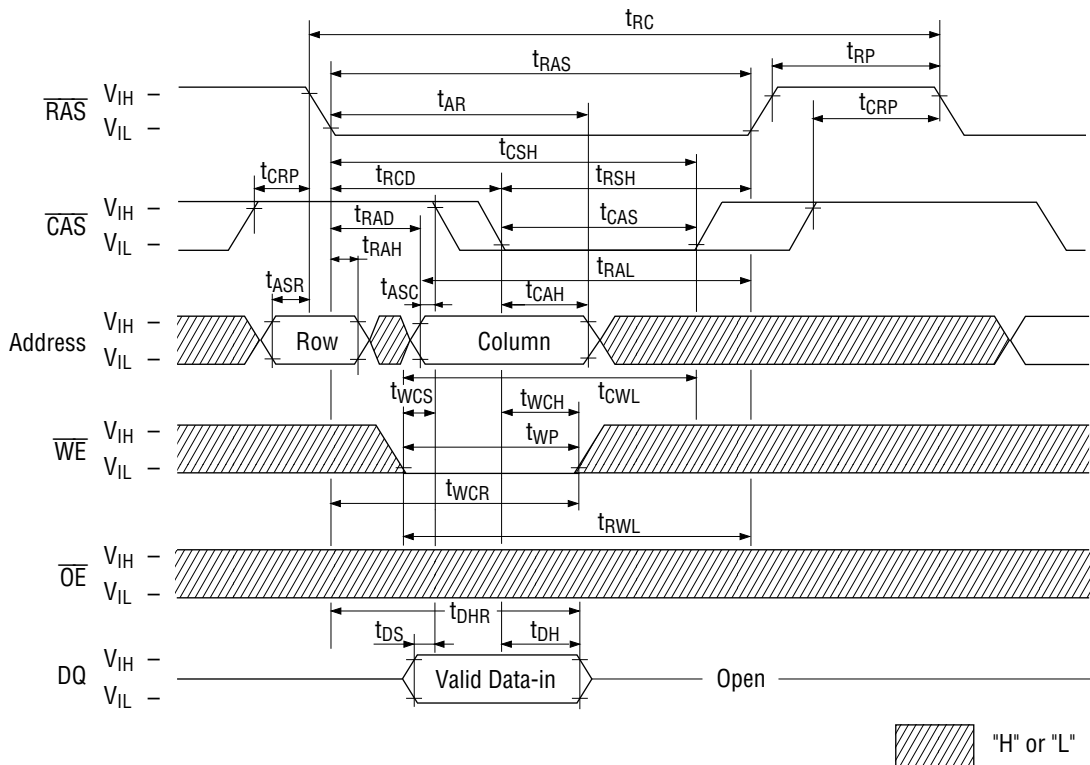 tRC
tRP
tRAS
RAS VIH –
VIL –
tAR
tCRP
tCSH
tCRP
tRCD
tRSH
CAS VIH –
VIL –
tRAD
tCAS
tRAH
tRAL
tASR
tASC
tCAH
Address VIH –
VIL –
Row
Column
tWCS
tCWL
tWCH
WE VIH –
VIL –
tWP
tWCR
tRWL
OE VIH –
VIL –
tDHR
tDS
tDH
DQ VIH –
VIL –
Valid Data-in
Open
"H" or "L"